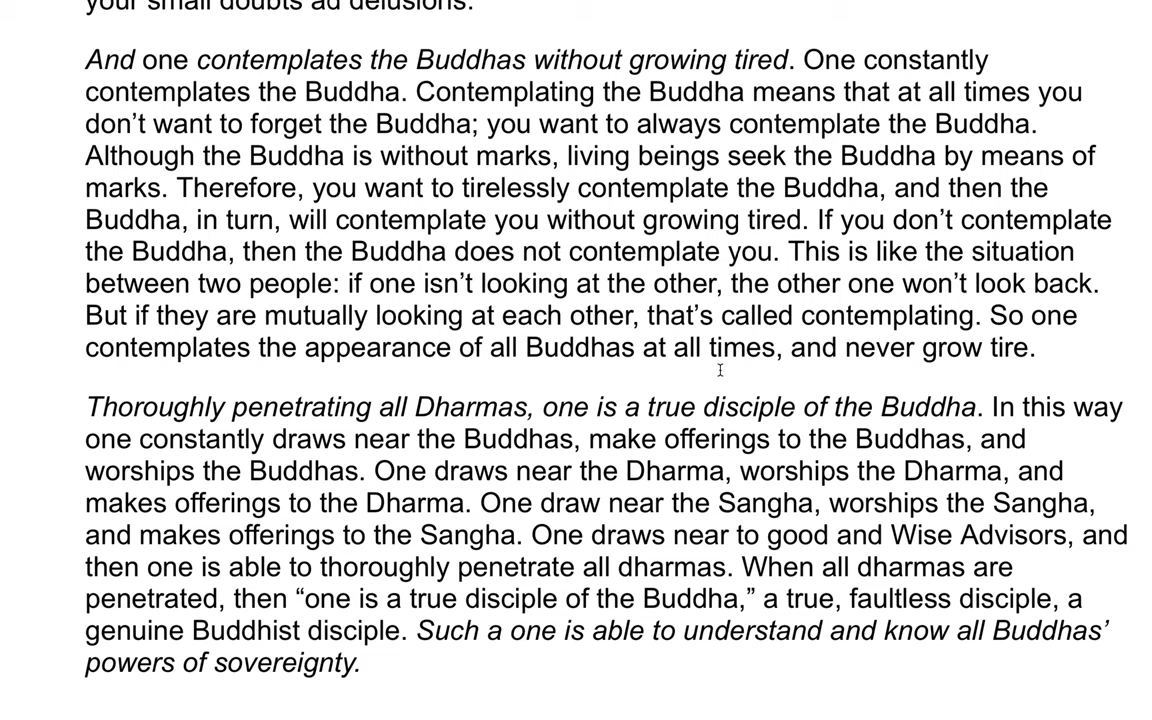 your small doubts ad delusions.
And one contemplates the Buddhas without growing tired. One constantly
contemplates the Buddha. Contemplating the Buddha means that at all times you
don’t want to forget the Buddha; you want to always contemplate the Buddha.
Although the Buddha is without marks, living beings seek the Buddha by means of
marks. Therefore, you want to tirelessly contemplate the Buddha, and then the
Buddha, in turn, will contemplate you without growing tired. If you don’t contemplate
the Buddha, then the Buddha does not contemplate you. This is like the situation
between two people: if one isn’t looking at the other, the other one won’t look back.
But if they are mutually looking at each other, that’s called contemplating. So one
contemplates the appearance of all Buddhas at all times, and never grow tire.
Thoroughly penetrating all Dharmas, one is a true disciple of the Buddha. In this way
one constantly draws near the Buddhas, make offerings to the Buddhas, and
worships the Buddhas. One draws near the Dharma, worships the Dharma, and
makes offerings to the Dharma. One draw near the Sangha, worships the Sangha,
and makes offerings to the Sangha. One draws near to good and Wise Advisors, and
then one is able to thoroughly penetrate all dharmas. When all dharmas are
penetrated, then “one is a true disciple of the Buddha,” a true, faultless disciple, a
genuine Buddhist disciple. Such a one is able to understand and know all Buddhas’
powers of sovereignty.